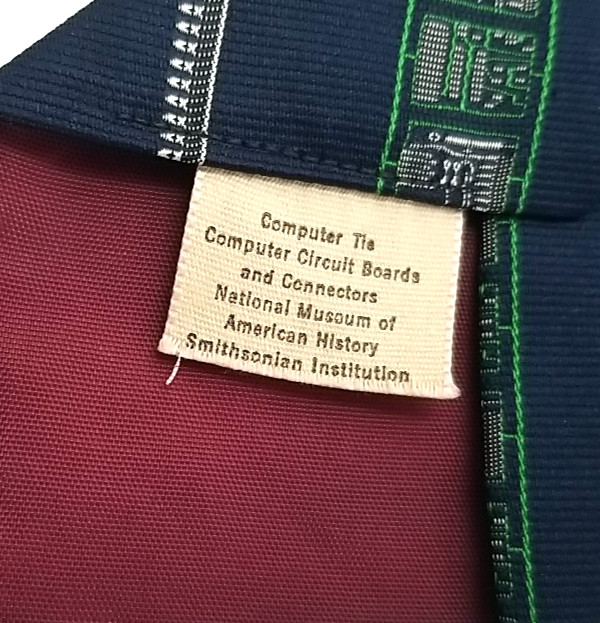 Computer Tie
Computer Circuit Boards
and Connectors
National Museum of
American History
Smithsonian Institution